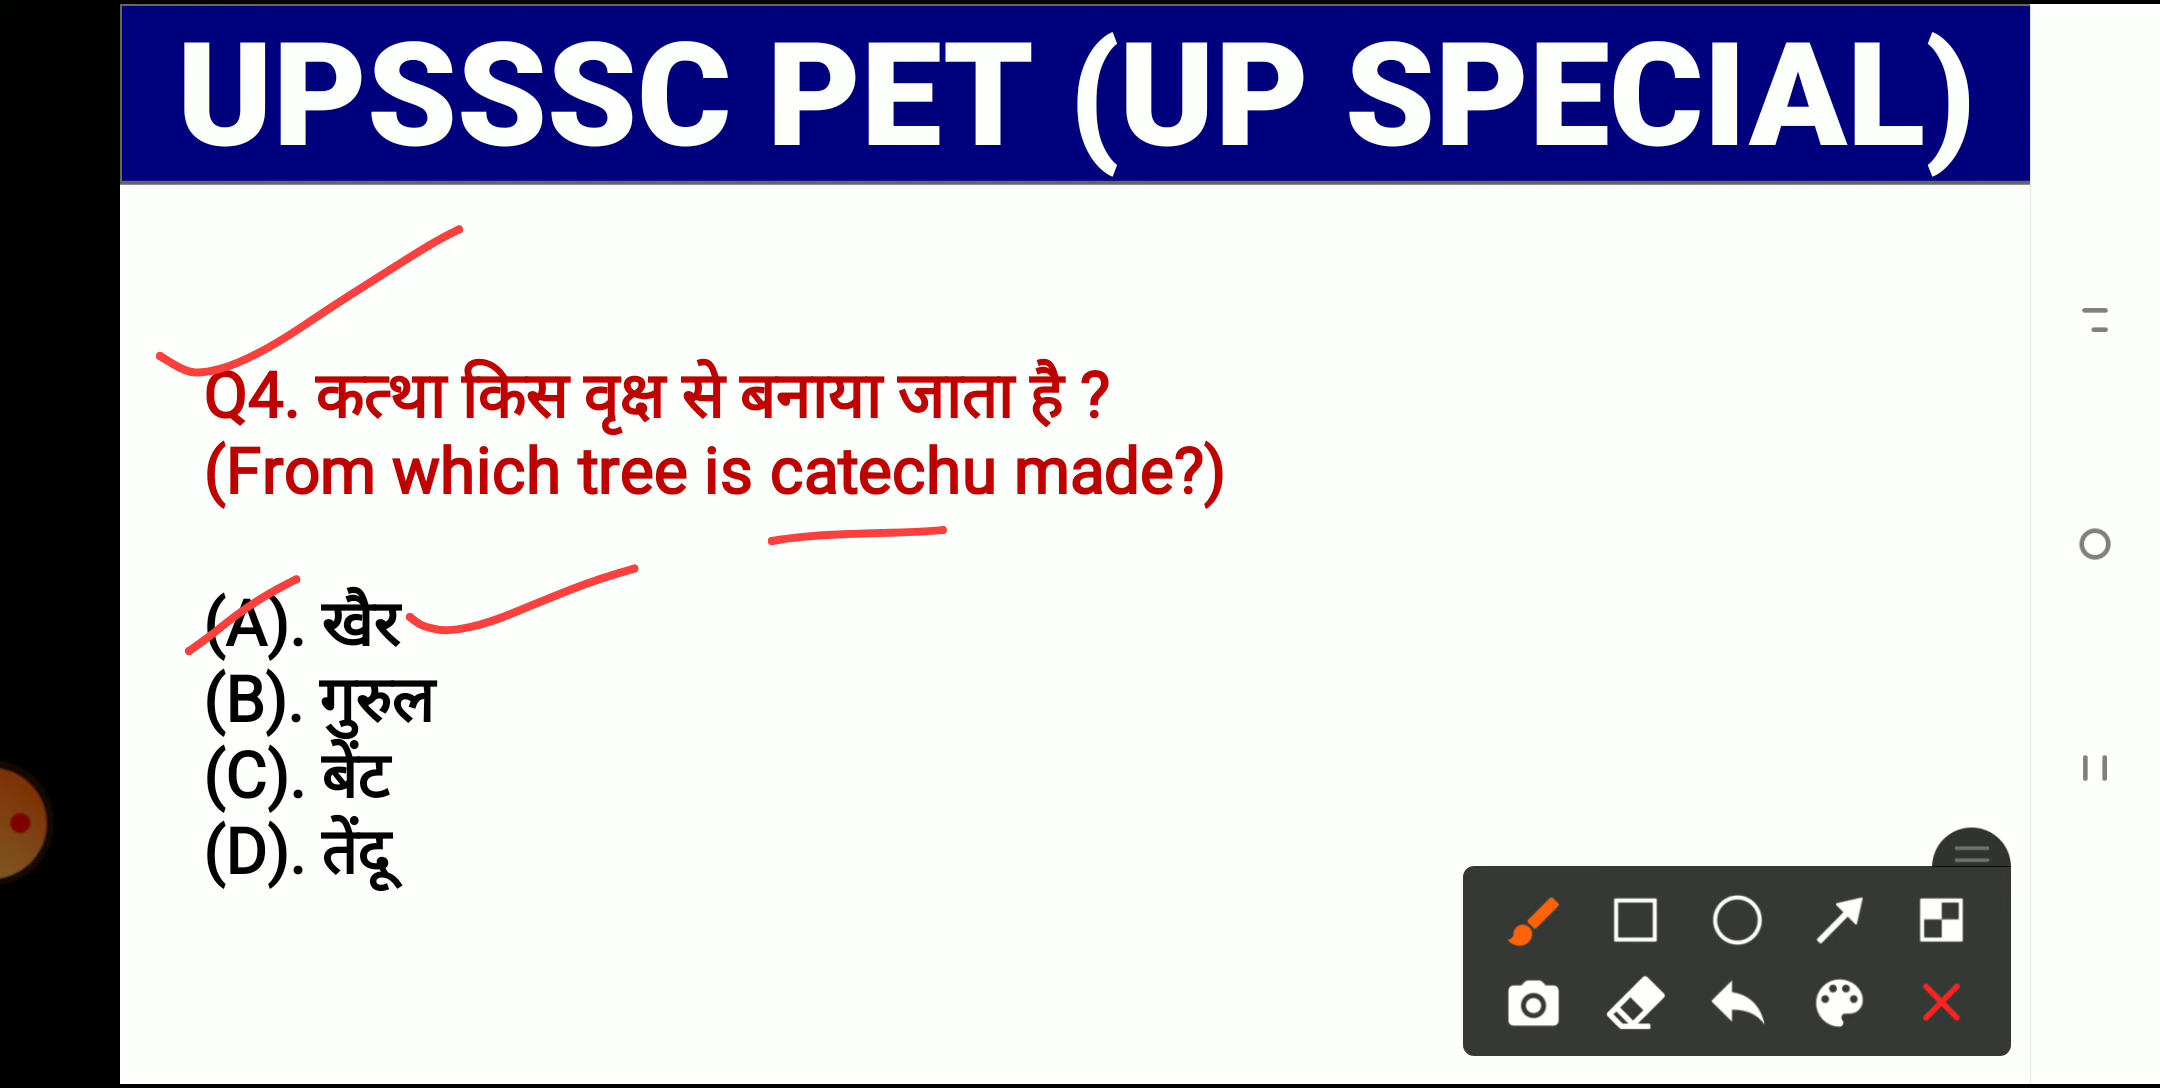 UPSSSC PET (UP SPECIAL)
Q4. कत्था किस वृक्ष से बनाया जाता है ?
(From which tree is catechu made?)
(A). खैर
(B). गुरुल
(C). बेंट
(D). तेंदू